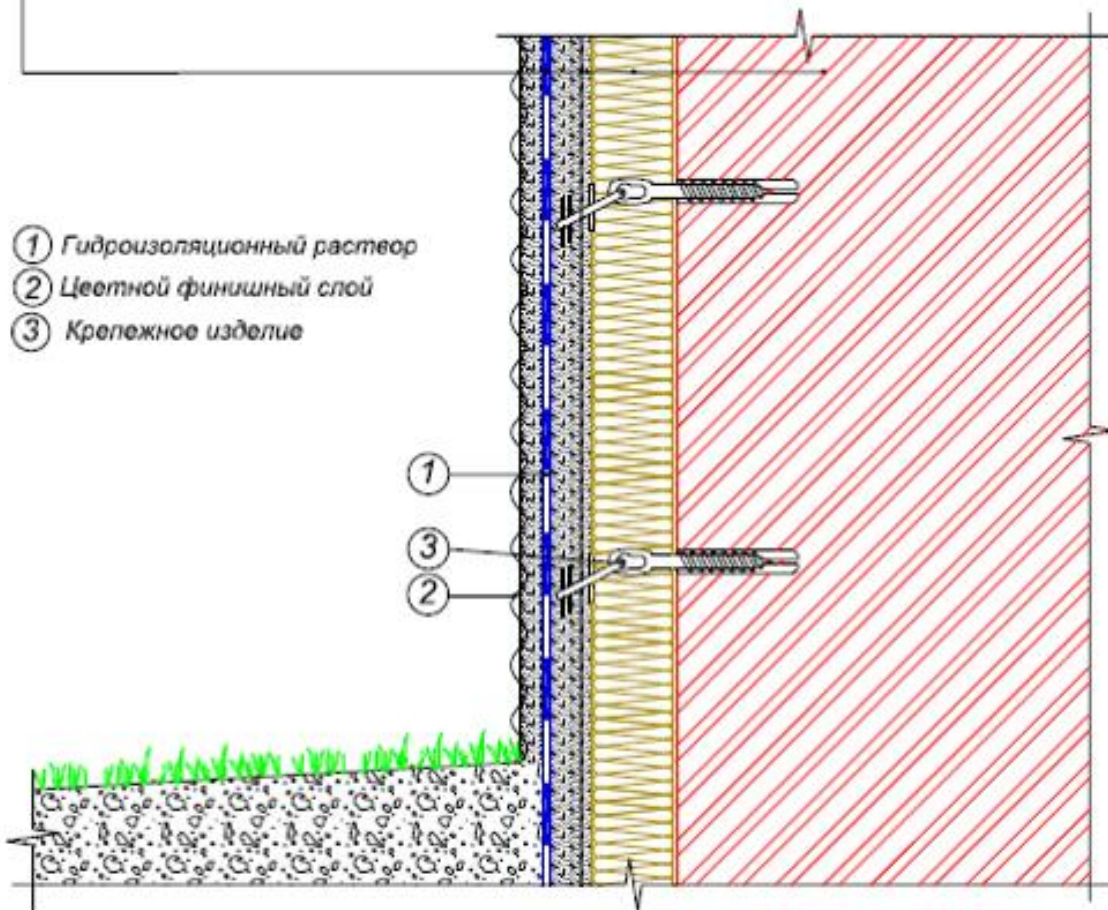 1 Гидроизоляционный раствор
2 Цветной финишный слой
3 Крепежное изделие
1
3
2